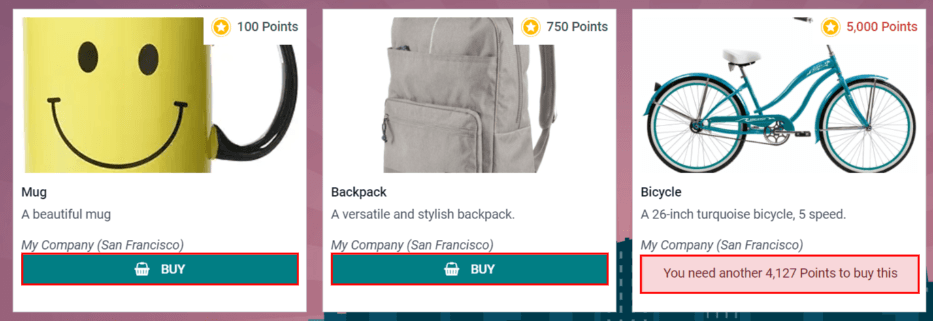 100 Points
Mug
A beautiful mug
My Company (San Francisco)
BUY
750 Points
Backpack
A versatile and stylish backpack.
My Company (San Francisco)
BUY
5,000 Points
Bicycle
A 26-inch turquoise bicycle, 5 speed.
My Company (San Francisco)
You need another 4,127 Points to buy this